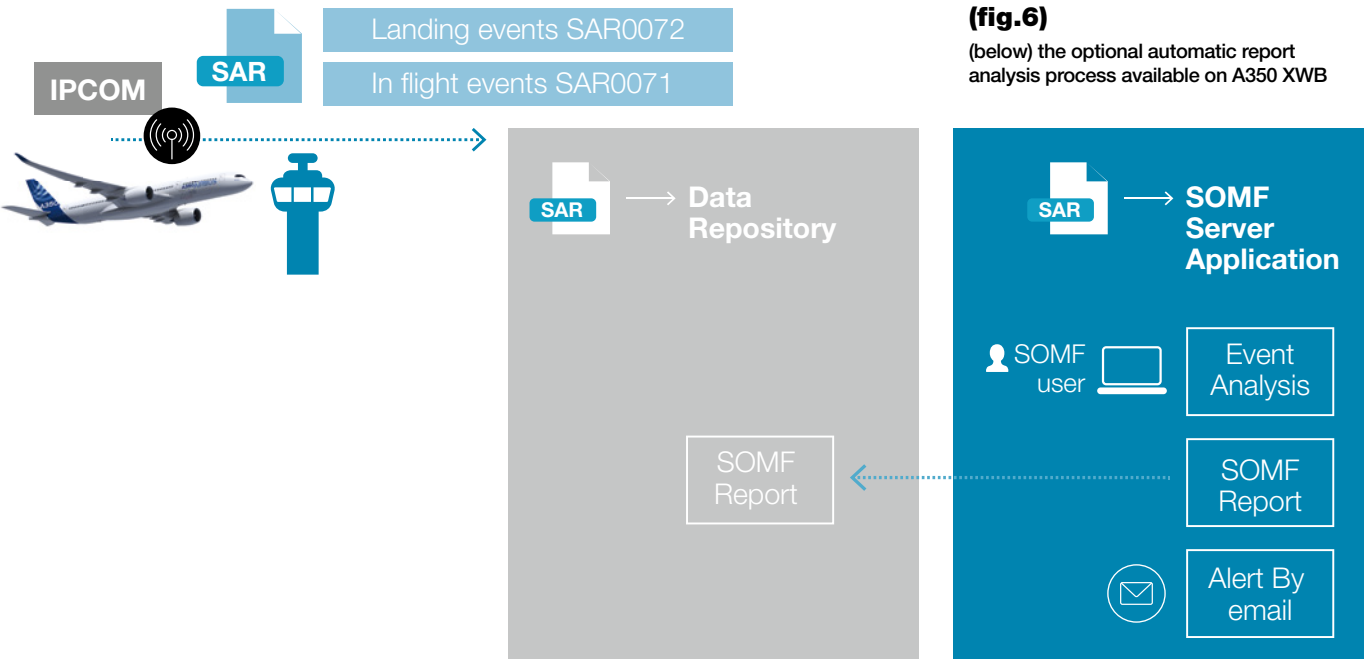 (fig.6)
(below) the optional automatic report
analysis process available on A350 XWB
Landing events SAR0072
In flight events SAR0071
SAR
IPCOM
SAR
Data
Repository
SOMF
Report
SAR
SOMF
Server
Application
SOMF
user
Event
Analysis
SOMF
Report
Alert By
email